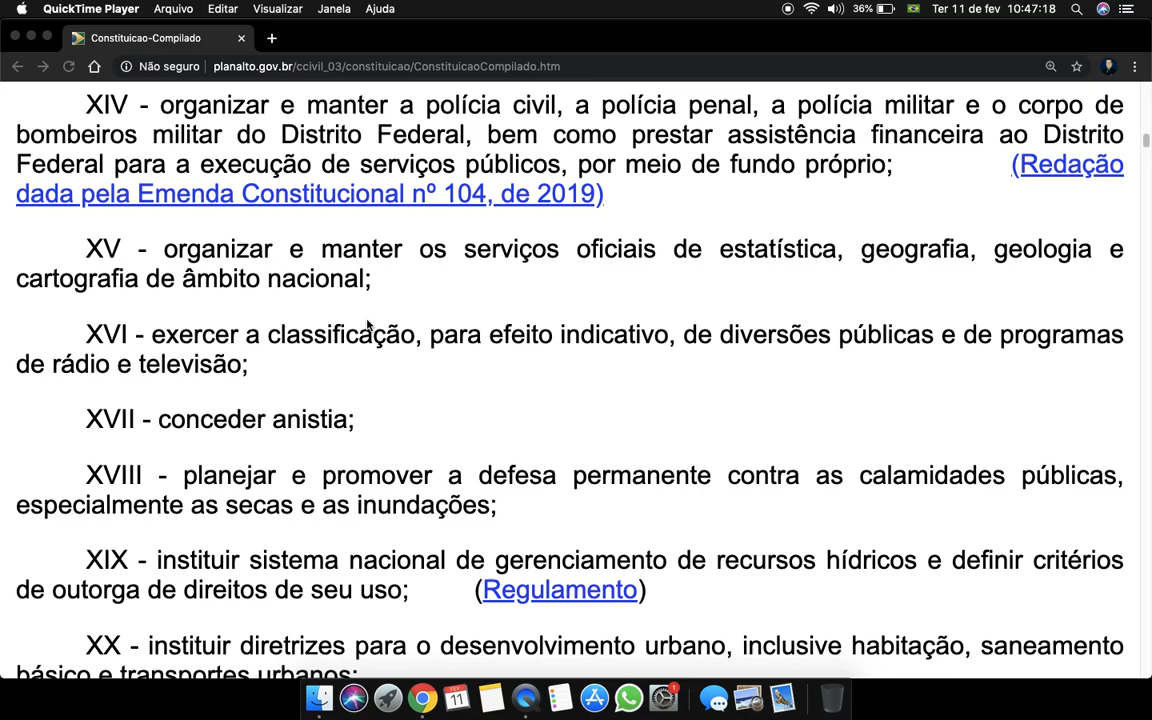 QuickTime Player Arquivo Editar Visualizar Janela Ajuda 36% Ter 11 de fev 10:47:18
Constituicao-Compilado
Não seguro planalto.gov.br/ccivil_03/constituicao/ConstituicaoCompilado.htm
XIV - organizar e manter a polícia civil, a polícia penal, a polícia militar e o corpo de
bombeiros militar do Distrito Federal, bem como prestar assistência financeira ao Distrito
Federal para a execução de serviços públicos, por meio de fundo próprio; (Redação
dada pela Emenda Constitucional nº 104, de 2019)
XV - organizar e manter os serviços oficiais de estatística, geografia, geologia e
cartografia de âmbito nacional;
XVI - exercer a classificação, para efeito indicativo, de diversões públicas e de programas
de rádio e televisão;
XVII - conceder anistia;
XVIII - planejar e promover a defesa permanente contra as calamidades públicas,
especialmente as secas e as inundações;
XIX - instituir sistema nacional de gerenciamento de recursos hídricos e definir critérios
de outorga de direitos de seu uso; (Regulamento)
XX - instituir diretrizes para o desenvolvimento urbano, inclusive habitação, saneamento
básico e transportes urbanos;
FEV
11
1